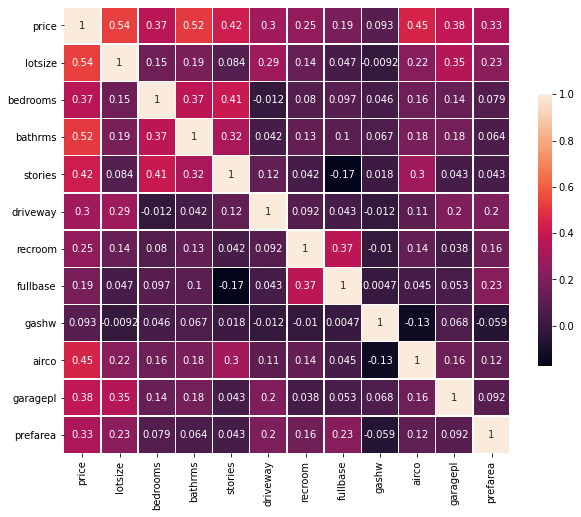 price 1 0.54 0.37 0.52 0.42 0.3 0.25 0.19 0.093 0.45 0.38 0.33
lotsize 0.54 1 0.15 0.19 0.084 0.29 0.14 0.047 -0.0092 0.22 0.35 0.23
bedrooms 0.37 0.15 1 0.37 0.41 -0.012 0.08 0.097 0.046 0.16 0.14 0.079
bathrms 0.52 0.19 0.37 1 0.32 0.042 0.13 0.1 0.067 0.18 0.18 0.064
stories 0.42 0.084 0.41 0.32 1 0.12 0.042 -0.17 0.018 0.3 0.043 0.043
driveway 0.3 0.29 -0.012 0.042 0.12 1 0.092 0.043 -0.012 0.11 0.2 0.2
recroom 0.25 0.14 0.08 0.13 0.042 0.092 1 0.37 -0.01 0.14 0.038 0.16
fullbase 0.19 0.047 0.097 0.1 -0.17 0.043 0.37 1 0.0047 0.045 0.053 0.23
gashw 0.093 -0.0092 0.046 0.067 0.018 -0.012 -0.01 0.0047 1 -0.13 0.068 -0.059
airco 0.45 0.22 0.16 0.18 0.3 0.11 0.14 0.045 -0.13 1 0.16 0.12
garagepl 0.38 0.35 0.14 0.18 0.043 0.2 0.038 0.053 0.068 0.16 1 0.092
prefarea 0.33 0.23 0.079 0.064 0.043 0.2 0.16 0.23 -0.059 0.12 0.092 1
price lotsize bedrooms bathrms stories driveway recroom fullbase gashw airco garagepl prefarea
1.0
0.8
0.6
0.4
0.2
0.0